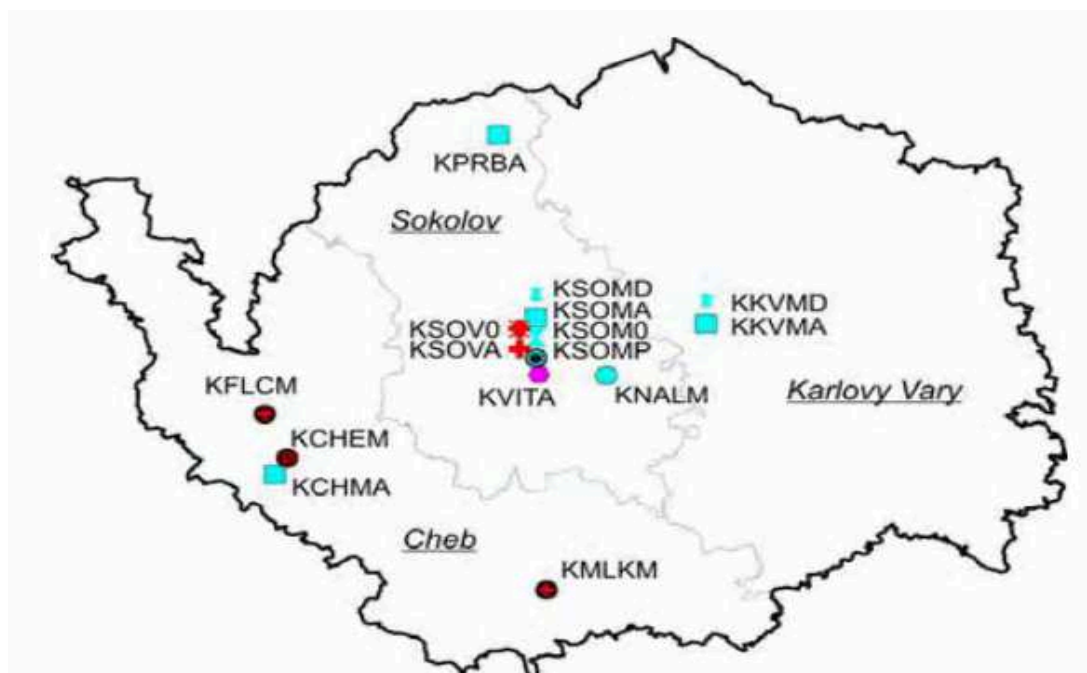 KPRBA
Sokolov
KSOMD
KSOMA
KKVMD
KSOV0
KSOM0
KKVMA
KSOVA
KSOMP
KFLCM
KVITA
KNALM
Karlovy Vary
KCHEM
KCHMA
Cheb
KMLKM